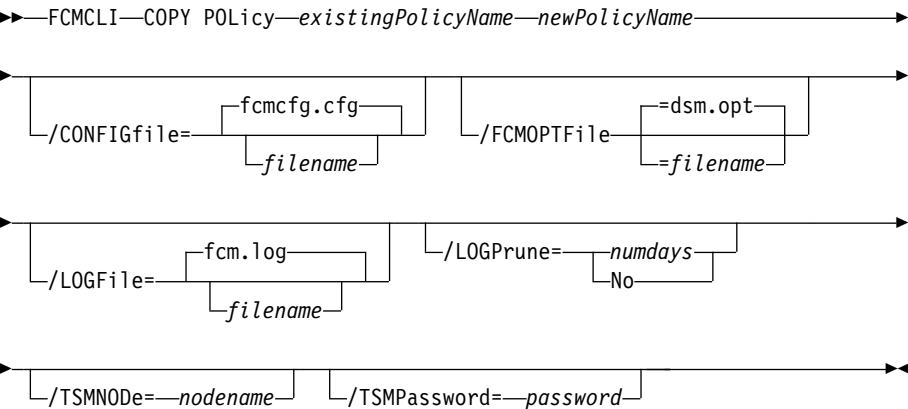 FCMCLI COPY POLicy existingPolicyName newPolicyName
fcmcfg.cfg =dsm.opt
/CONFIGfile= /FCMOPTFile
filename =filename
fcm.log
/LOGFile= /LOGPrune= numdays
filename No
/TSMNODe= nodename /TSMPassword= password